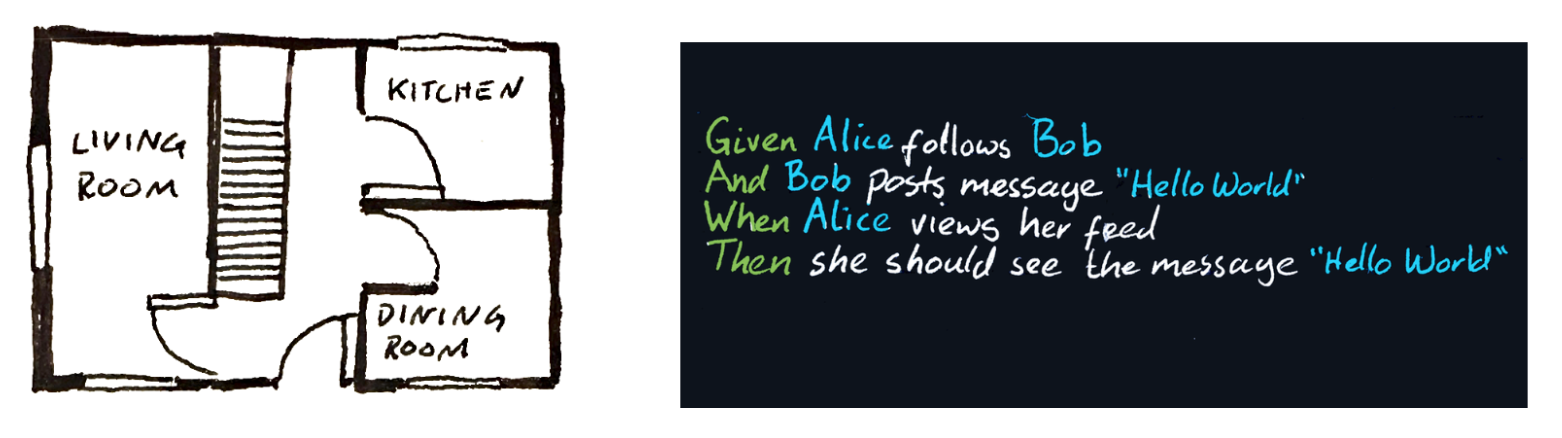 KITCHEN
LIVING
ROOM
DINING
ROOM
Given Alice follows Bob
And Bob posts message "Hello World"
When Alice views her feed
Then she should see the message "Hello World"